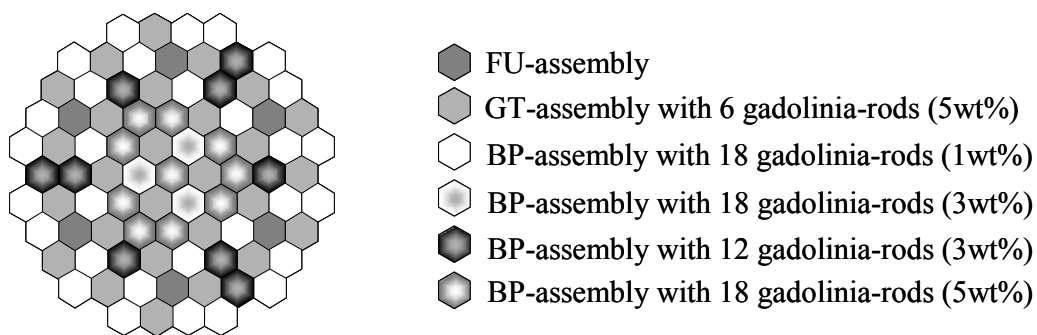 FU-assembly
GT-assembly with 6 gadolinia-rods (5wt%)
BP-assembly with 18 gadolinia-rods (1wt%)
BP-assembly with 18 gadolinia-rods (3wt%)
BP-assembly with 12 gadolinia-rods (3wt%)
BP-assembly with 18 gadolinia-rods (5wt%)